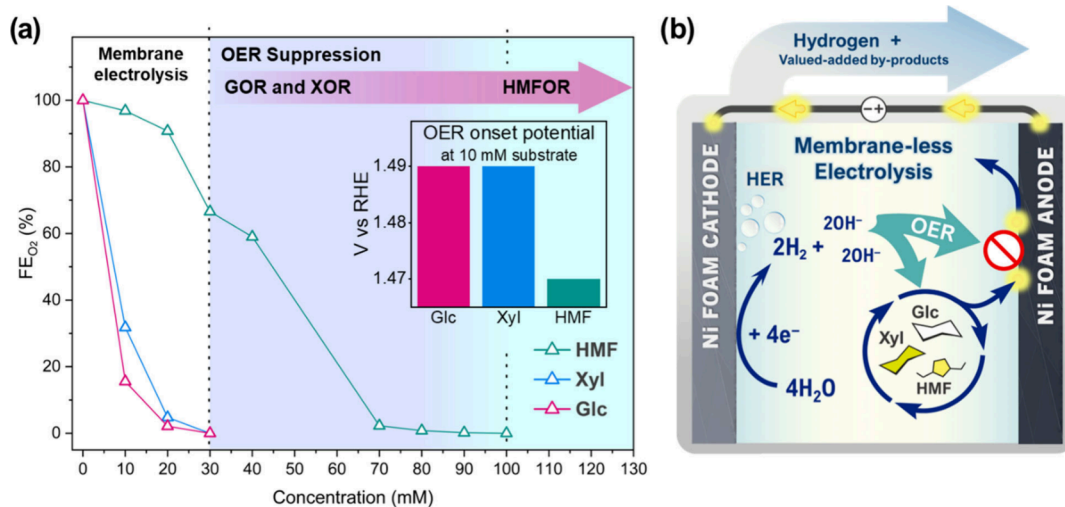 (a)
Membrane
electrolysis
OER Suppression
GOR and XOR
HMFOR
OER onset potential
at 10 mM substrate
V vs RHE
1.49
1.48
1.47
Glc
Xyl
HMF
HMF
Xyl
Glc
FEO₂ (%)
100
80
60
40
20
0
0 10 20 30 40 50 60 70 80 90 100 110 120 130
Concentration (mM)
(b)
Hydrogen +
Valued-added by-products
−+
Membrane-less
Electrolysis
Ni FOAM CATHODE
Ni FOAM ANODE
HER
2OH⁻
2OH⁻
OER
2H₂ +
+ 4e⁻
4H₂O
Glc
Xyl
HMF